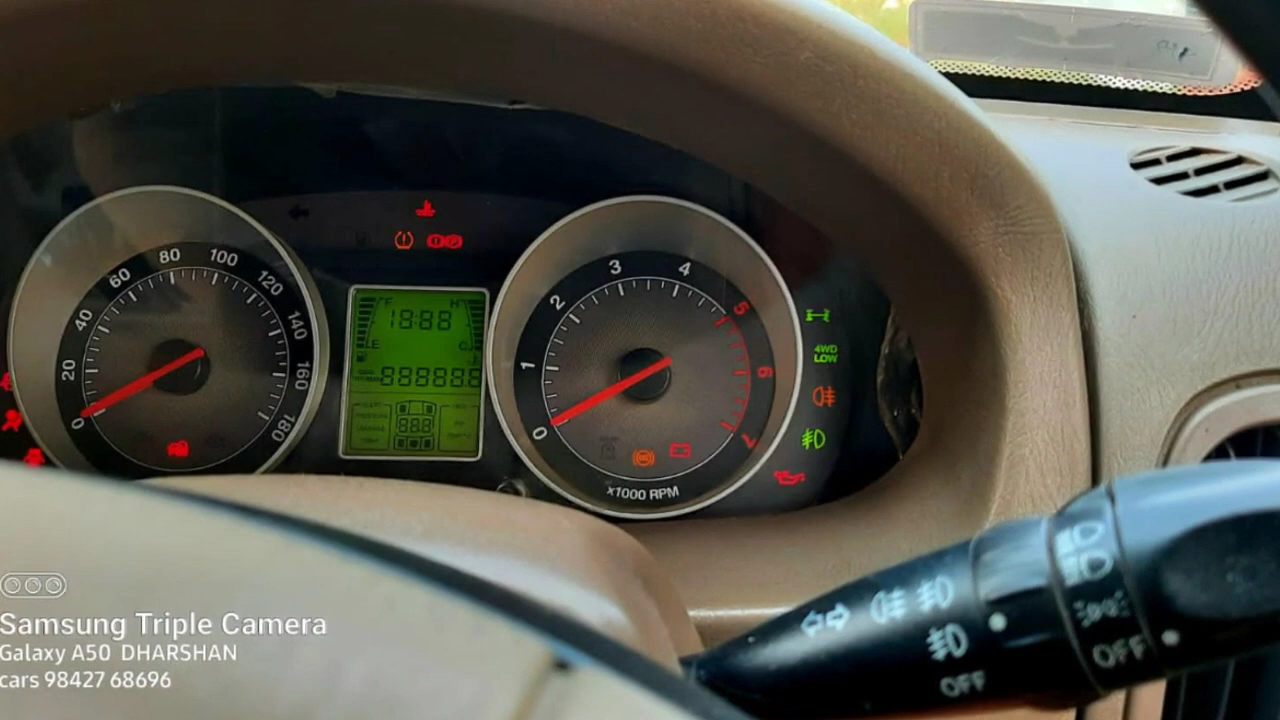 0
20
40
60
80
100
120
140
160
180
F
E
18:88
888888
888
0
1
2
3
4
5
6
7
x1000 RPM
4WD
LOW
OFF
OFF
Samsung Triple Camera
Galaxy A50 DHARSHAN
cars 98427 68696